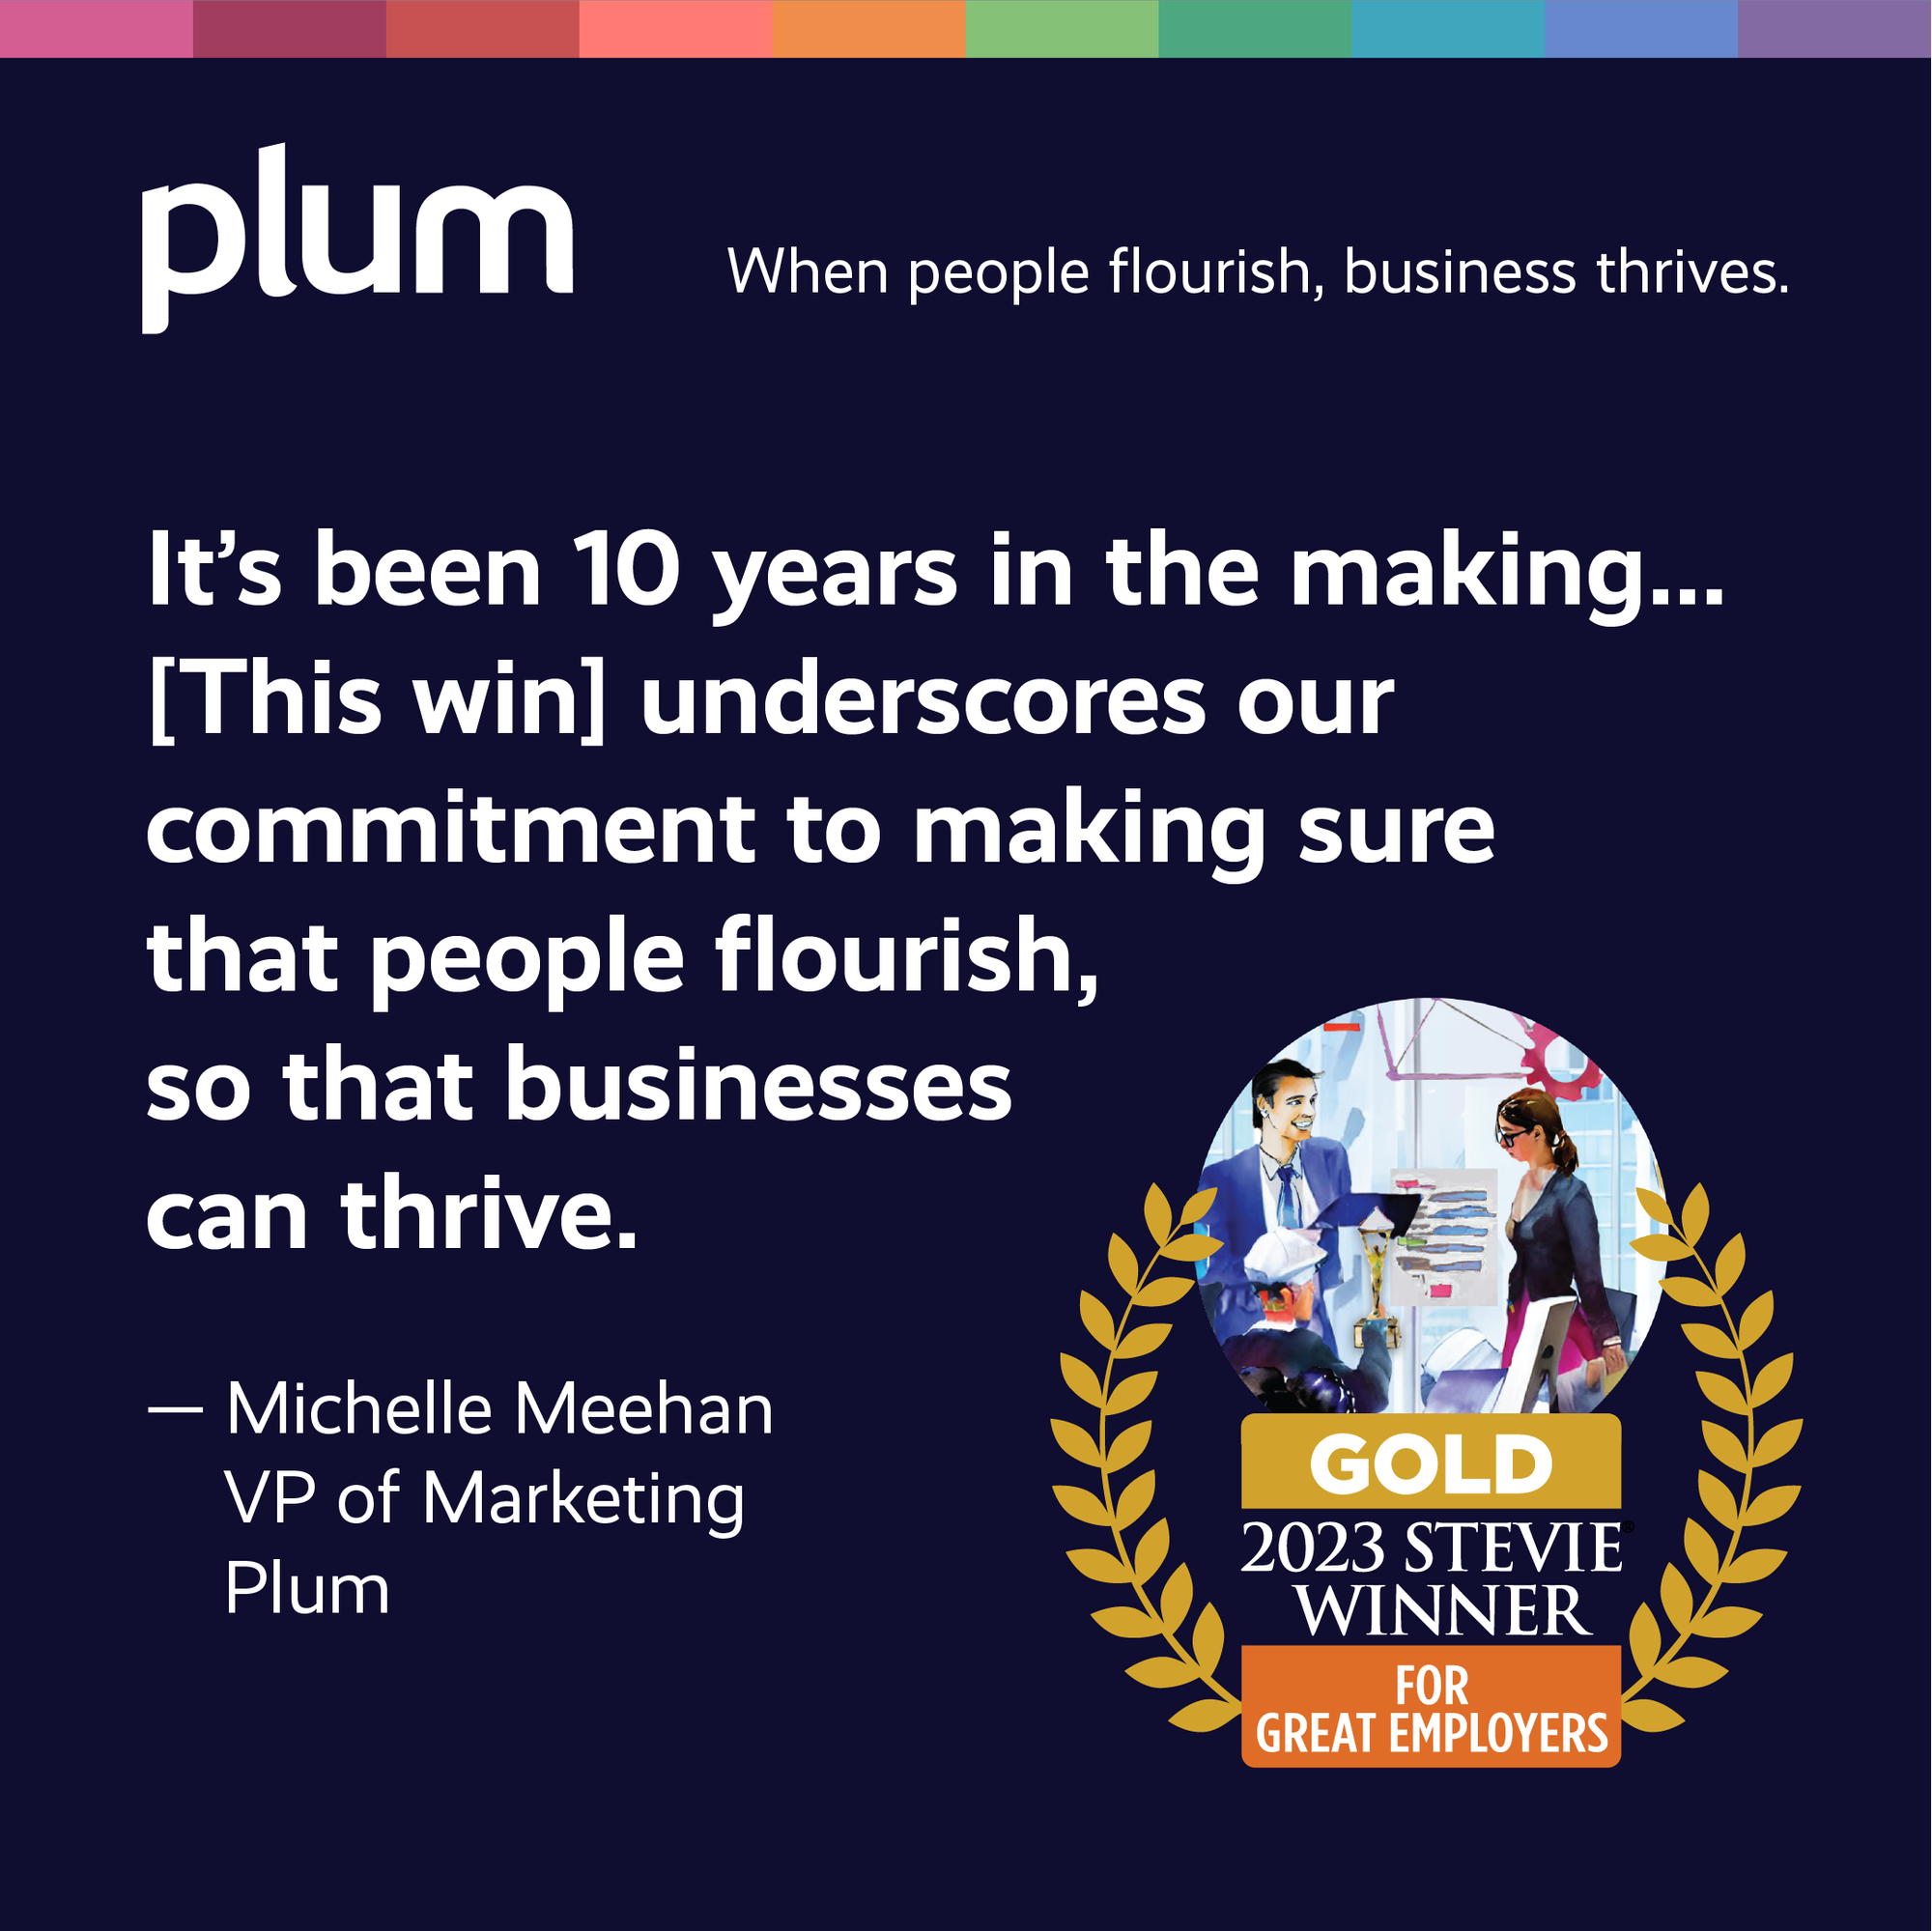 plum
When people flourish, business thrives.
It’s been 10 years in the making...
[This win] underscores our
commitment to making sure
that people flourish,
so that businesses
can thrive.
— Michelle Meehan
VP of Marketing
Plum
GOLD
2023 STEVIE®
WINNER
FOR
GREAT EMPLOYERS